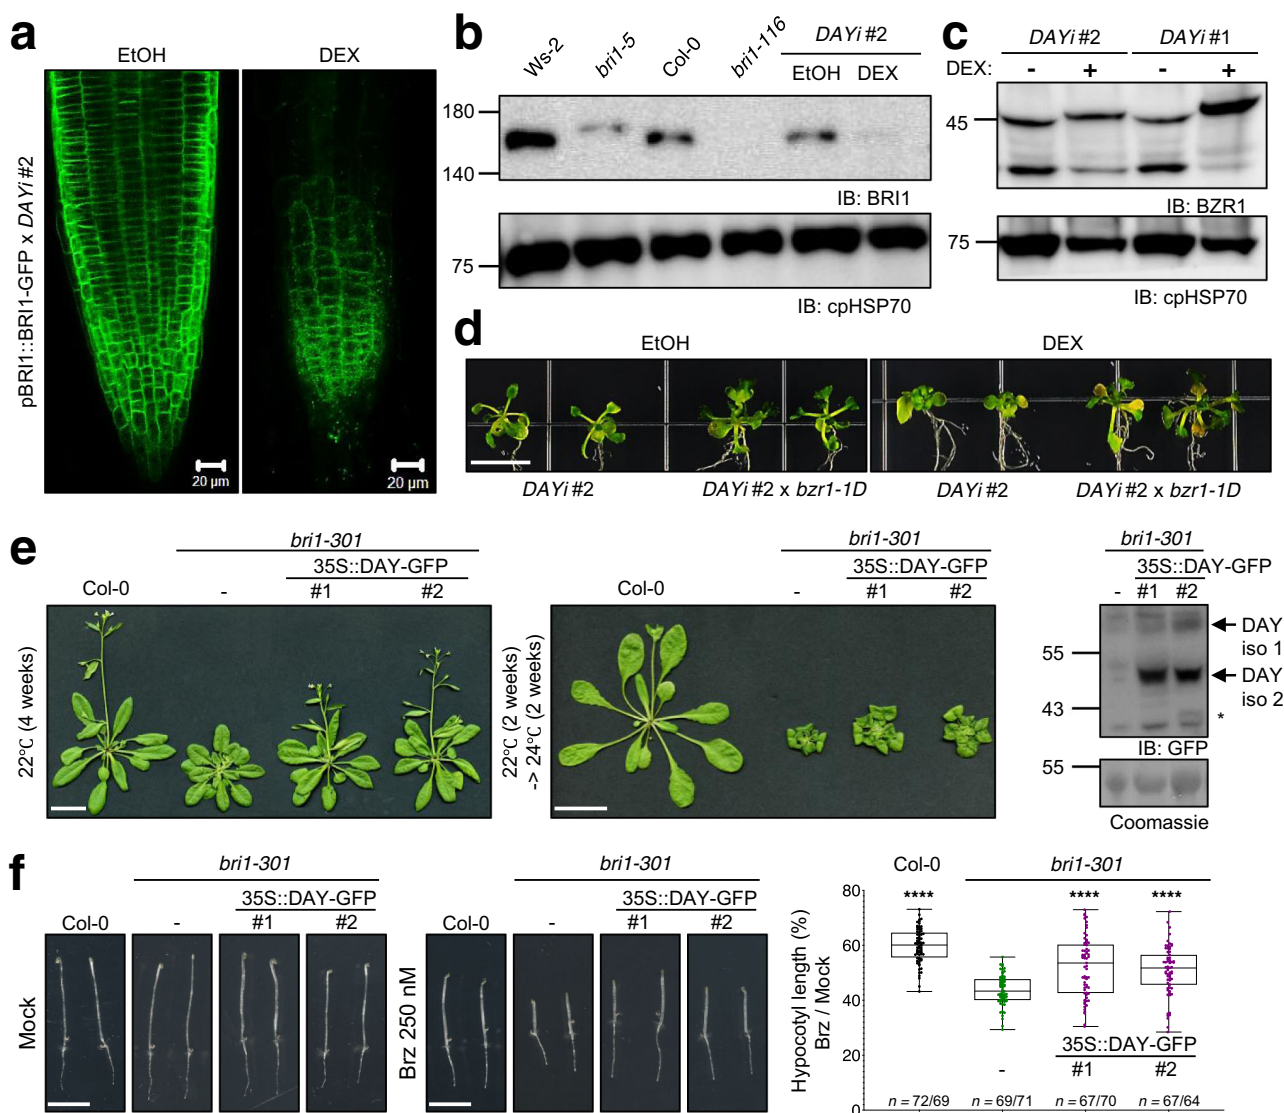 a
EtOH
DEX
pBRI1::BRI1-GFP x DAYi #2
20 µm
20 µm
b
Ws-2
bri1-5
Col-0
bri1-116
DAYi #2
EtOH
DEX
180
140
IB: BRI1
75
IB: cpHSP70
c
DAYi #2
DAYi #1
DEX:
- + - +
45
IB: BZR1
75
IB: cpHSP70
d
EtOH
DEX
DAYi #2
DAYi #2 x bzr1-1D
DAYi #2
DAYi #2 x bzr1-1D
e
bri1-301
35S::DAY-GFP
Col-0
-
#1
#2
22℃ (4 weeks)
bri1-301
35S::DAY-GFP
Col-0
-
#1
#2
22℃ (2 weeks)
-> 24℃ (2 weeks)
bri1-301
35S::DAY-GFP
- #1 #2
DAY
iso 1
55
DAY
iso 2
43
*
IB: GFP
55
Coomassie
f
bri1-301
35S::DAY-GFP
Col-0
-
#1
#2
Mock
bri1-301
35S::DAY-GFP
Col-0
-
#1
#2
Brz 250 nM
Col-0
bri1-301
**** **** ****
Hypocotyl length (%)
Brz / Mock
80
60
40
20
0
35S::DAY-GFP
-
#1
#2
n = 72/69
n = 69/71
n = 67/70
n = 67/64